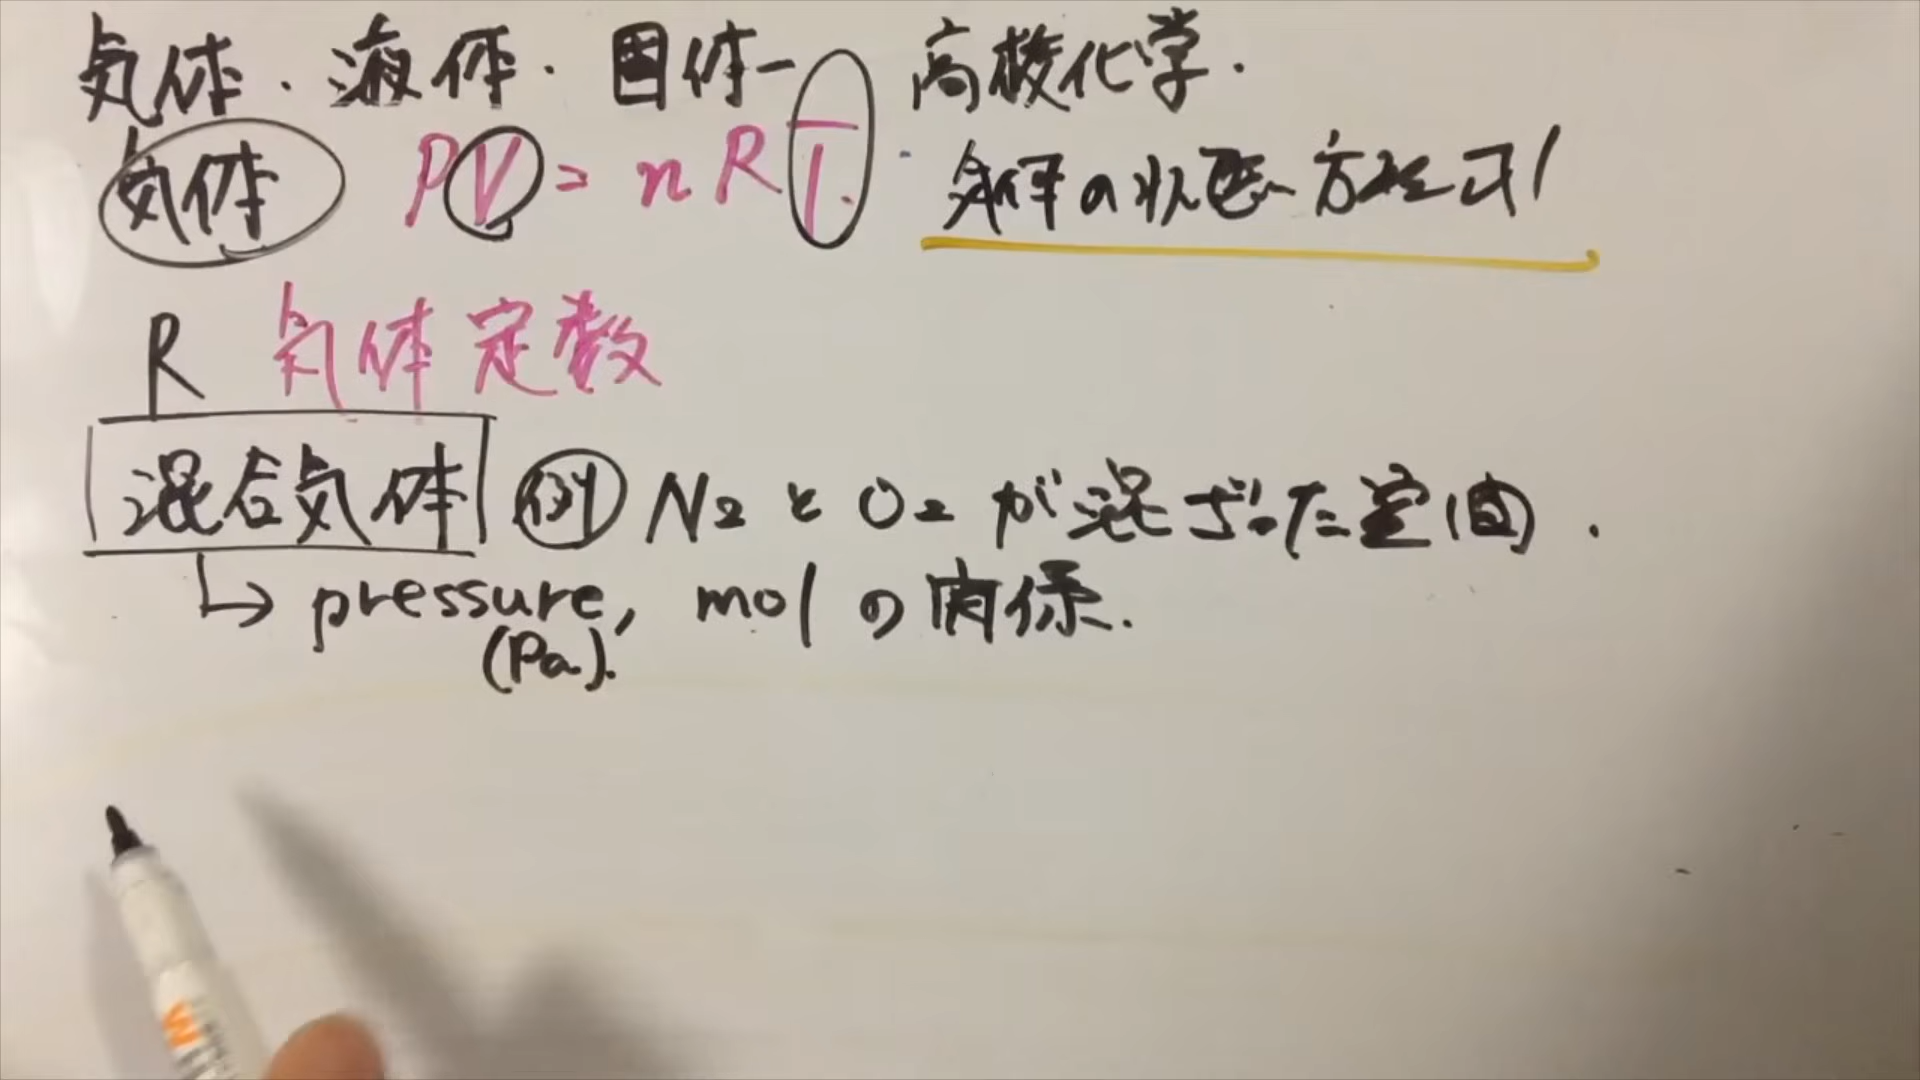 気体・液体・固体ー 高校化学.
気体 PV = nRT. 気体の状態方程式!
R 気体定数
混合気体 例 N₂ と O₂ が混ざった空間.
↳ pressure, mol の関係.
(Pa).
W